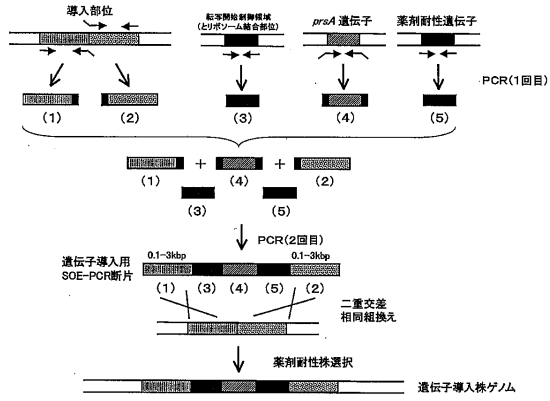 導入部位
転写開始制御領域
(とリボソーム結合部位)
prsA 遺伝子
薬剤耐性遺伝子
PCR(1回目)
(1)
(2)
(3)
(4)
(5)
(1)
+
(4)
+
(2)
(3)
(5)
PCR(2回目)
遺伝子導入用
SOE-PCR断片
0.1-3kbp
0.1-3kbp
(1)
(3)
(4)
(5)
(2)
二重交差
相同組換え
薬剤耐性株選択
遺伝子導入株ゲノム